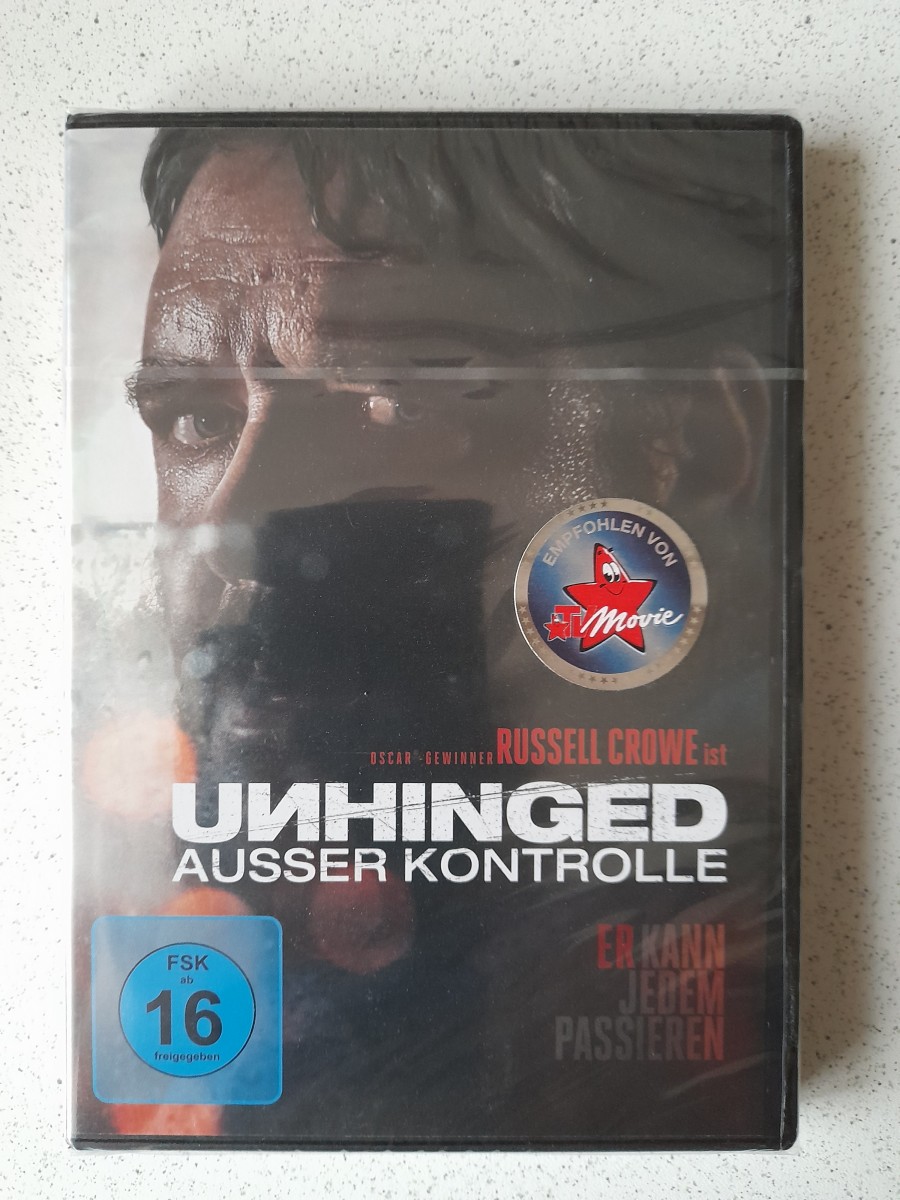 EMPFOHLEN VON
TV Movie
OSCAR®-GEWINNER RUSSELL CROWE ist
UИHINGED
AUSSER KONTROLLE
ER KANN
JEDEM
PASSIEREN
FSK
ab
16
freigegeben